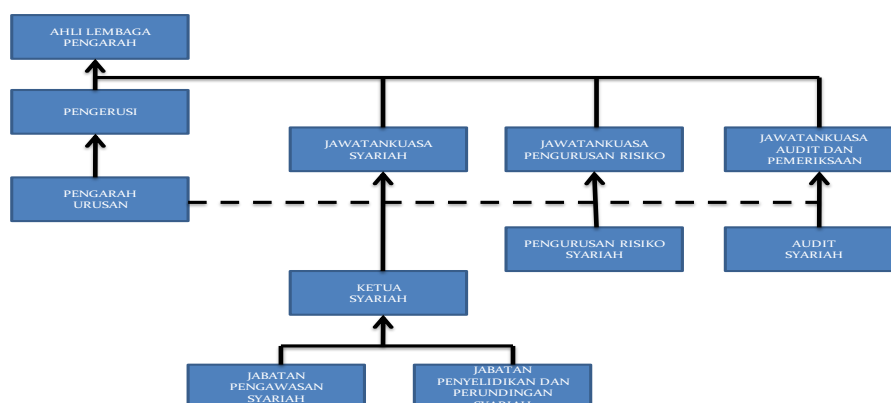 AHLI LEMBAGA
PENGARAH
PENGERUSI
JAWATANKUASA
SYARIAH
JAWATANKUASA
PENGURUSAN RISIKO
JAWATANKUASA
AUDIT DAN
PEMERIKSAAN
PENGARAH
URUSAN
PENGURUSAN RISIKO
SYARIAH
AUDIT
SYARIAH
KETUA
SYARIAH
JABATAN
PENGAWASAN
SYARIAH
JABATAN
PENYELIDIKAN DAN
PERUNDINGAN
SYARIAH